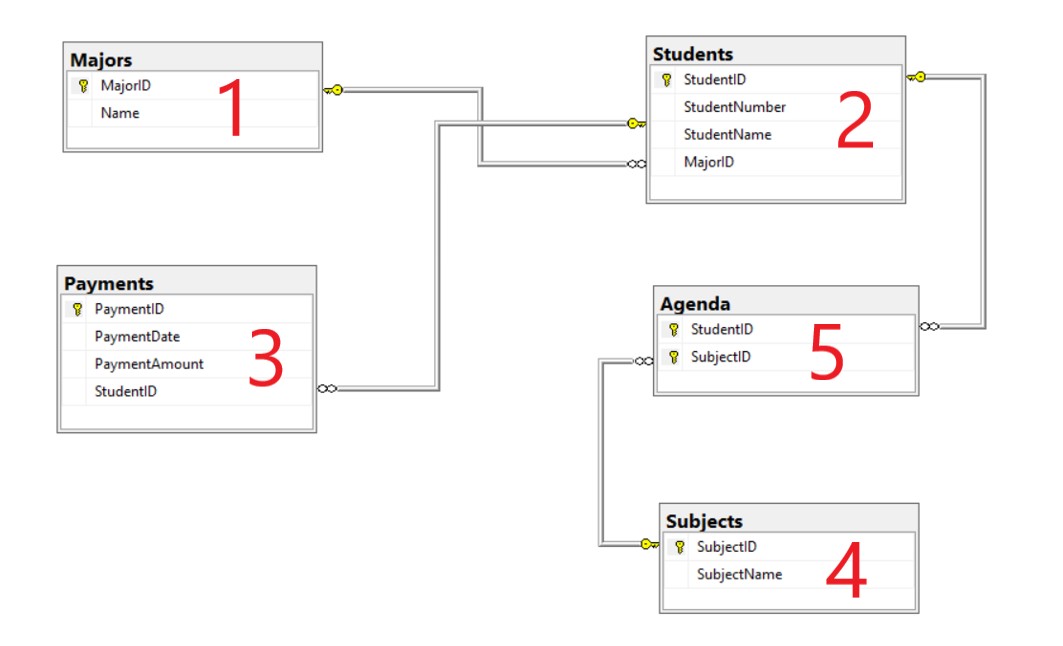 Majors
MajorID
Name
1
Students
StudentID
StudentNumber
StudentName
MajorID
2
Payments
PaymentID
PaymentDate
PaymentAmount
StudentID
3
Agenda
StudentID
SubjectID
5
Subjects
SubjectID
SubjectName
4